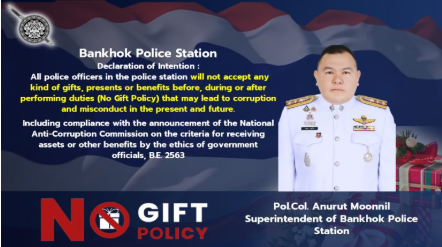 Bankhok Police Station
Declaration of Intention :
All police officers in the police station will not accept any
kind of gifts, presents or benefits before, during or after
performing duties (No Gift Policy) that may lead to corruption
and misconduct in the present and future.
Including compliance with the announcement of the National
Anti-Corruption Commission on the criteria for receiving
assets or other benefits by the ethics of government
officials, B.E. 2563
NO GIFT
POLICY
Pol.Col. Anurut Moonnil
Superintendent of Bankhok Police
Station